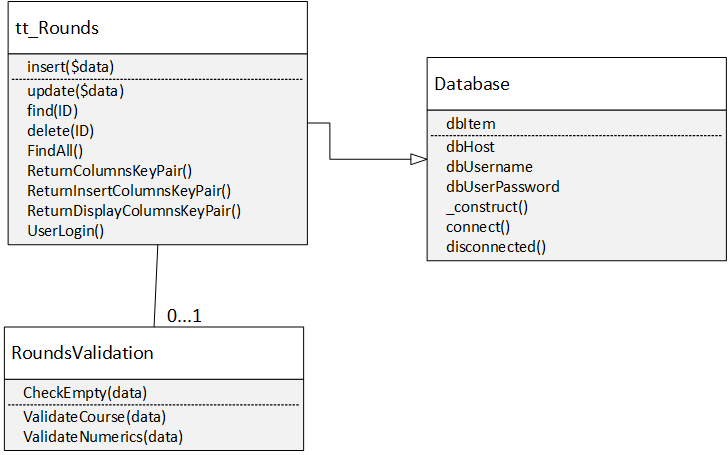 tt_Rounds
insert($data)
update($data)
find(ID)
delete(ID)
FindAll()
ReturnColumnsKeyPair()
ReturnInsertColumnsKeyPair()
ReturnDisplayColumnsKeyPair()
UserLogin()
Database
dbItem
dbHost
dbUsername
dbUserPassword
_construct()
connect()
disconnected()
0...1
RoundsValidation
CheckEmpty(data)
ValidateCourse(data)
ValidateNumerics(data)